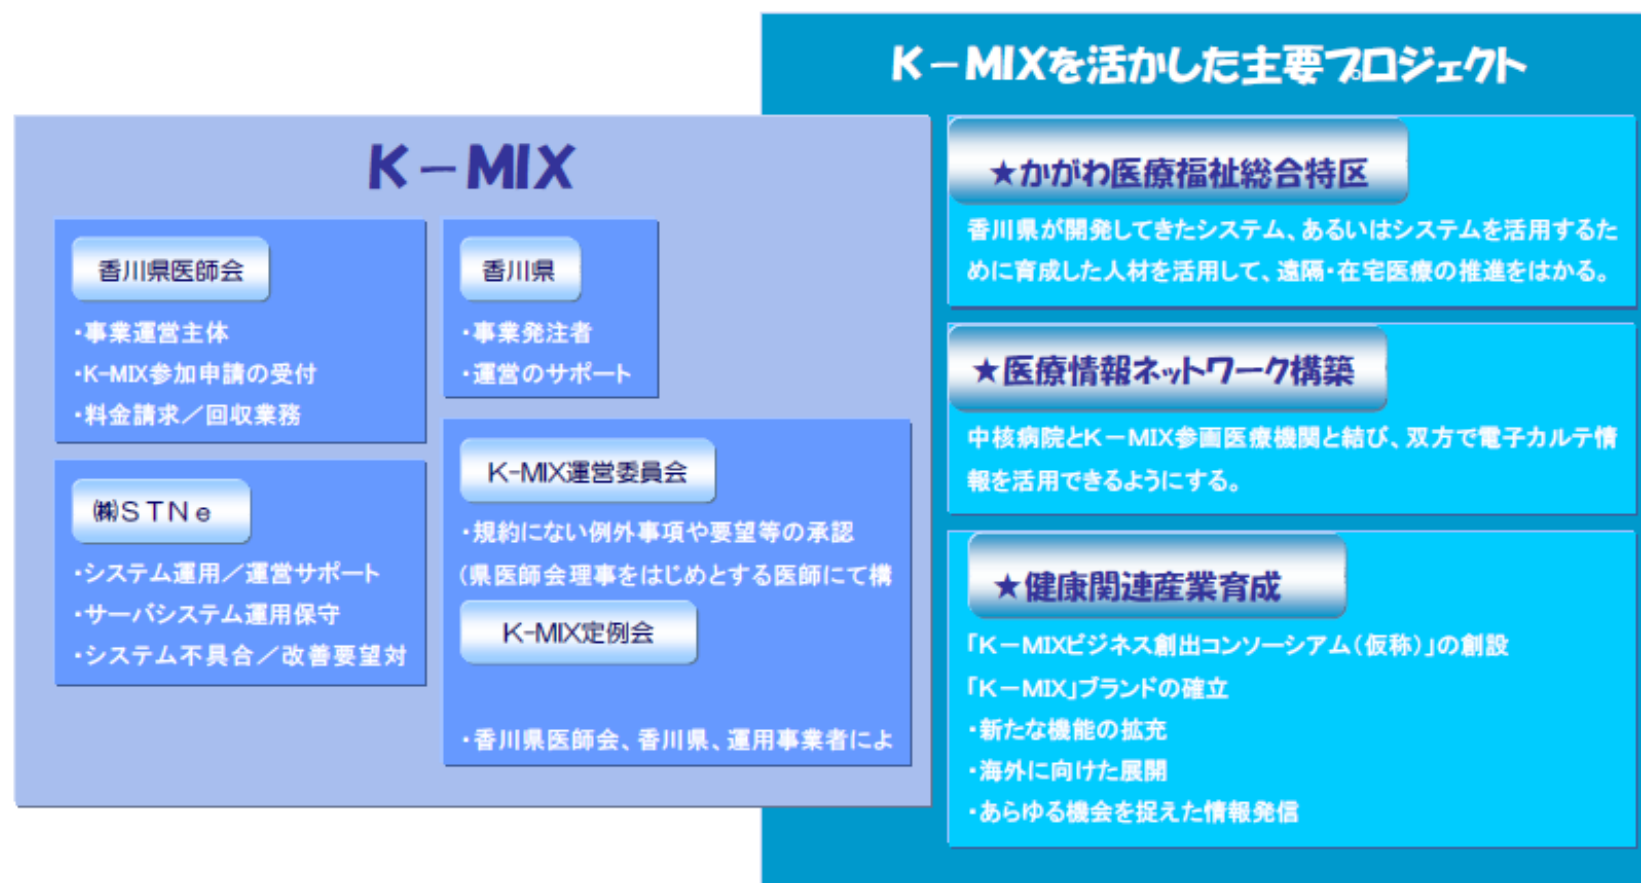 K－MIXを活かした主要プロジェクト
K－MIX
香川県医師会
・事業運営主体
・K-MIX参加申請の受付
・料金請求／回収業務
香川県
・事業発注者
・運営のサポート
㈱ＳＴＮｅ
・システム運用／運営サポート
・サーバシステム運用保守
・システム不具合／改善要望対
K-MIX運営委員会
・規約にない例外事項や要望等の承認
(県医師会理事をはじめとする医師にて構
K-MIX定例会
・香川県医師会、香川県、運用事業者によ
★かがわ医療福祉総合特区
香川県が開発してきたシステム、あるいはシステムを活用するた
めに育成した人材を活用して、遠隔・在宅医療の推進をはかる。
★医療情報ネットワーク構築
中核病院とK－MIX参画医療機関と結び、双方で電子カルテ情
報を活用できるようにする。
★健康関連産業育成
「K－MIXビジネス創出コンソーシアム(仮称)」の創設
「K－MIX」ブランドの確立
・新たな機能の拡充
・海外に向けた展開
・あらゆる機会を捉えた情報発信